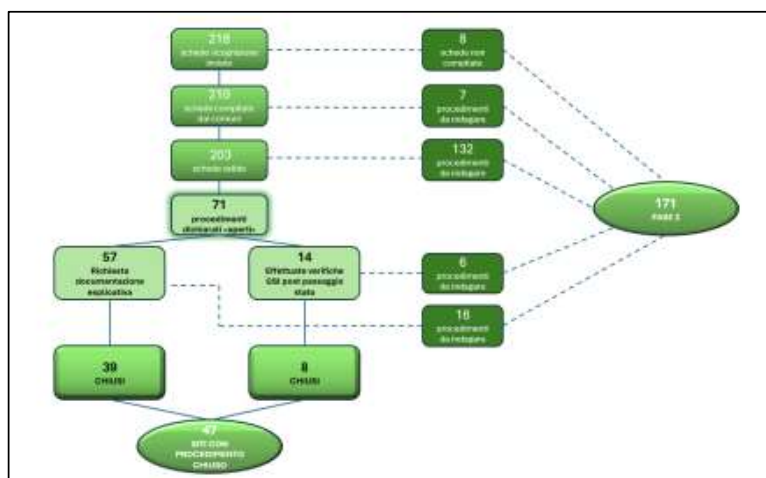 218
schede ricognizione
inviate
8
schede non
compilate
210
schede compilate
dai comuni
7
procedimenti
da indagare
203
schede valide
132
procedimenti
da indagare
71
procedimenti
dichiarati «aperti»
171
FASE 2
57
Richiesta
documentazione
esplicativa
14
Effettuate verifiche
GSI post passaggio
stata
6
procedimenti
da indagare
18
procedimenti
da indagare
39
CHIUSI
8
CHIUSI
47
SITI CON
PROCEDIMENTO
CHIUSO